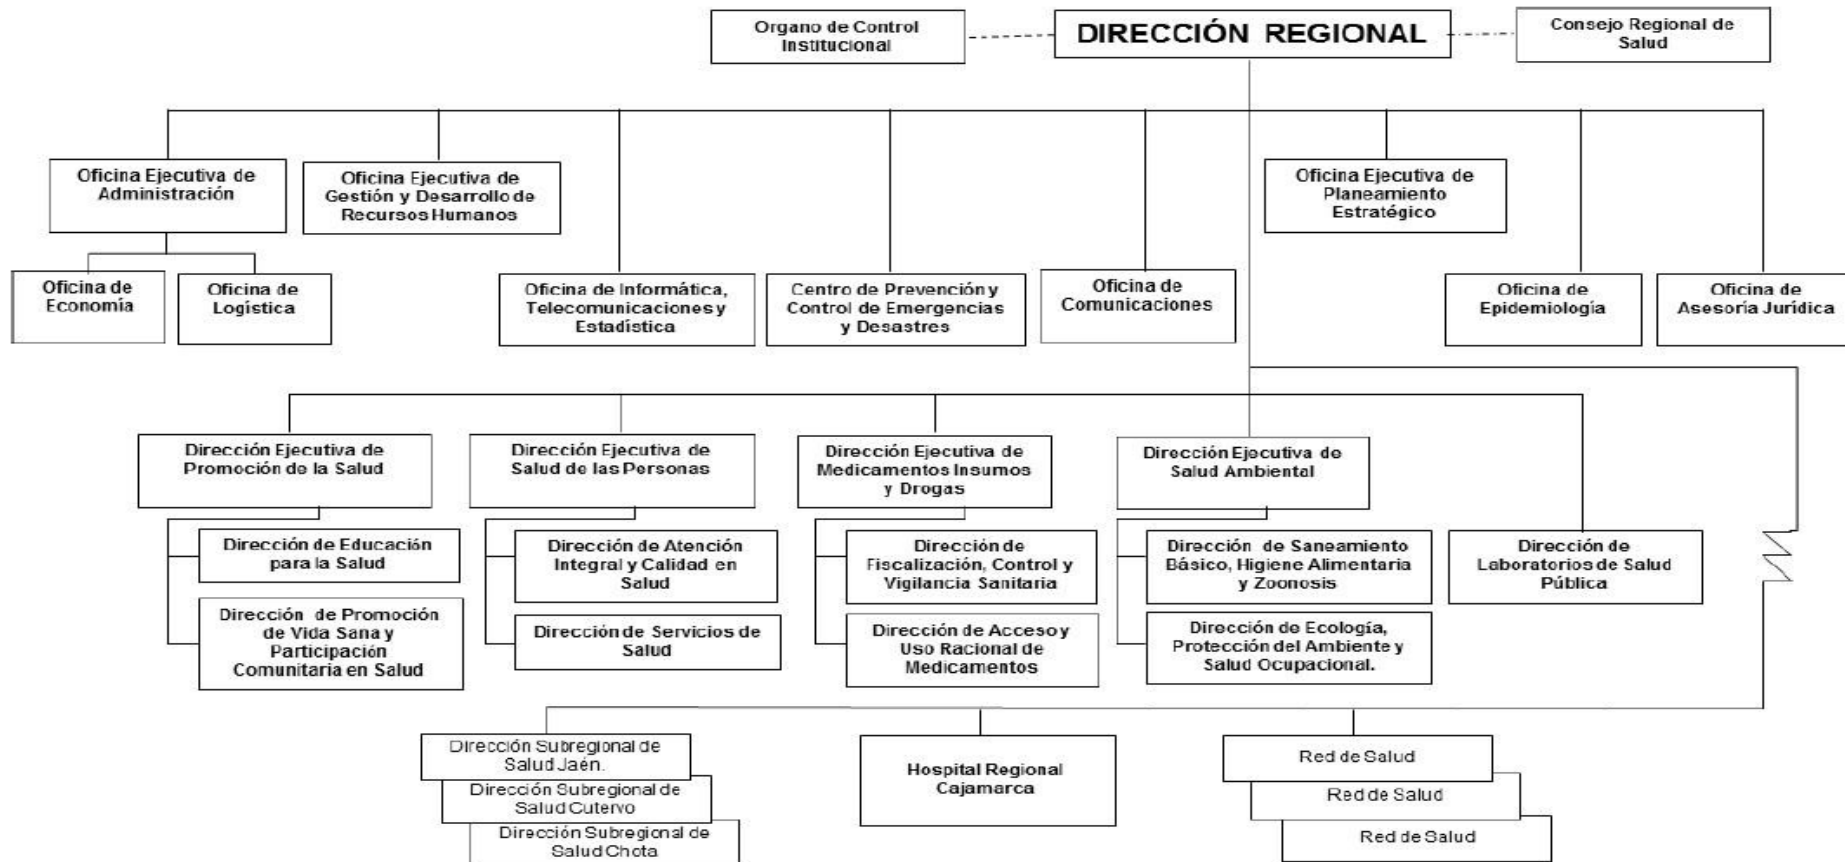 Organo de Control
Institucional
DIRECCIÓN REGIONAL
Consejo Regional de
Salud
Oficina Ejecutiva de
Administración
Oficina Ejecutiva de
Gestión y Desarrollo de
Recursos Humanos
Oficina Ejecutiva de
Planeamiento
Estratégico
Oficina de
Economía
Oficina de
Logística
Oficina de Informática,
Telecomunicaciones y
Estadística
Centro de Prevención y
Control de Emergencias
y Desastres
Oficina de
Comunicaciones
Oficina de
Epidemiología
Oficina de
Asesoría Jurídica
Dirección Ejecutiva de
Promoción de la Salud
Dirección Ejecutiva de
Salud de las Personas
Dirección Ejecutiva de
Medicamentos Insumos
y Drogas
Dirección Ejecutiva de
Salud Ambiental
Dirección de Educación
para la Salud
Dirección de Atención
Integral y Calidad en
Salud
Dirección de
Fiscalización, Control y
Vigilancia Sanitaria
Dirección de Saneamiento
Básico, Higiene Alimentaria
y Zoonosis
Dirección de
Laboratorios de Salud
Pública
Dirección de Promoción
de Vida Sana y
Participación
Comunitaria en Salud
Dirección de Servicios de
Salud
Dirección de Acceso y
Uso Racional de
Medicamentos
Dirección de Ecología,
Protección del Ambiente y
Salud Ocupacional.
Dirección Subregional de
Salud Jaén.
Dirección Subregional de
Salud Cutervo
Dirección Subregional de
Salud Chota
Hospital Regional
Cajamarca
Red de Salud
Red de Salud
Red de Salud